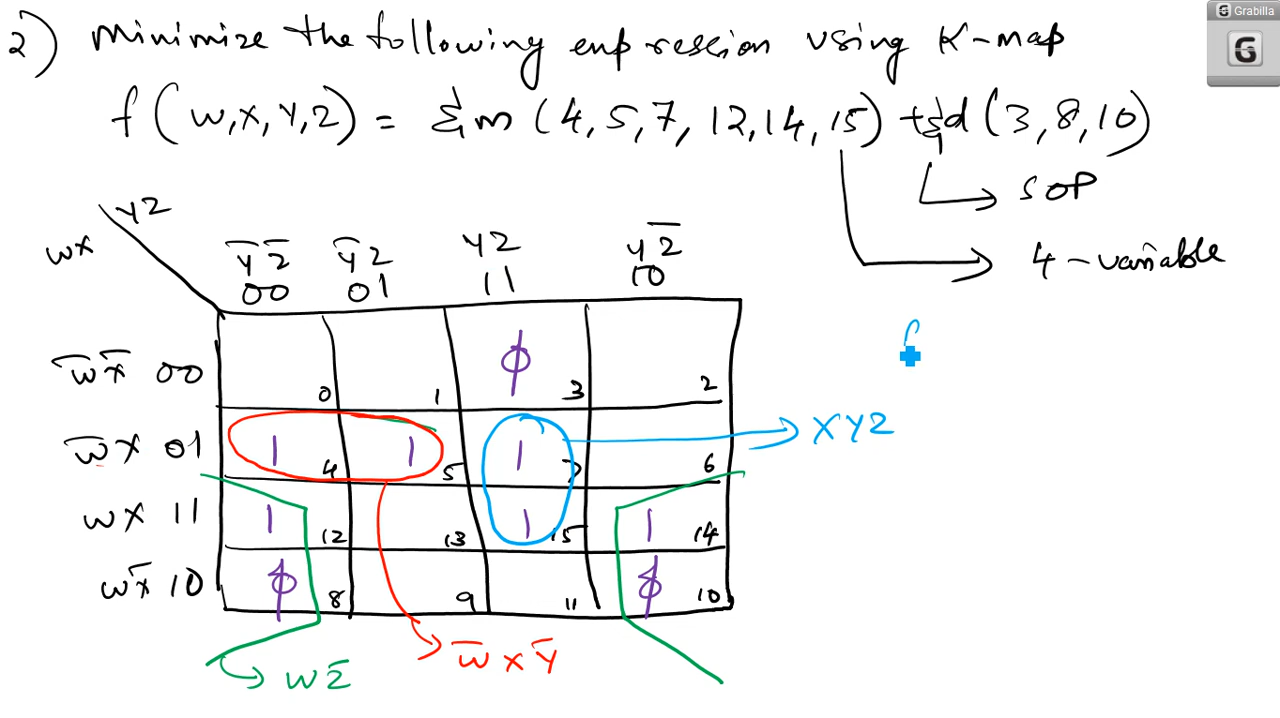 Grabilla
2) Minimize the following expression using K-map
f(w,x,y,z) = Σm(4,5,7,12,14,15) + Σd(3,8,10)
→ SOP
→ 4-variable
yz
wx
y̅z̅ y̅z yz yz̅
00 01 11 10
w̅x̅ 00 0 1 ϕ 3 2
w̅x 01 1 4 1 5 1 7 6 → xyz
wx 11 1 12 13 1 15 1 14
wx̅ 10 ϕ 8 9 11 ϕ 10
→ w̅xy̅
→ wz̅